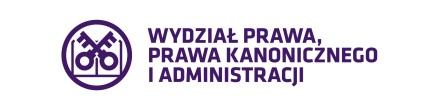 WYDZIAŁ PRAWA,
PRAWA KANONICZNEGO
I ADMINISTRACJI